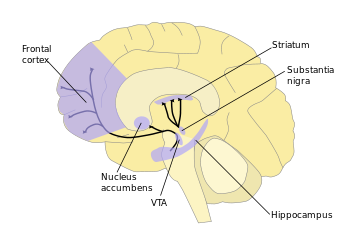 Frontal
cortex
Striatum
Substantia
nigra
Nucleus
accumbens
VTA
Hippocampus